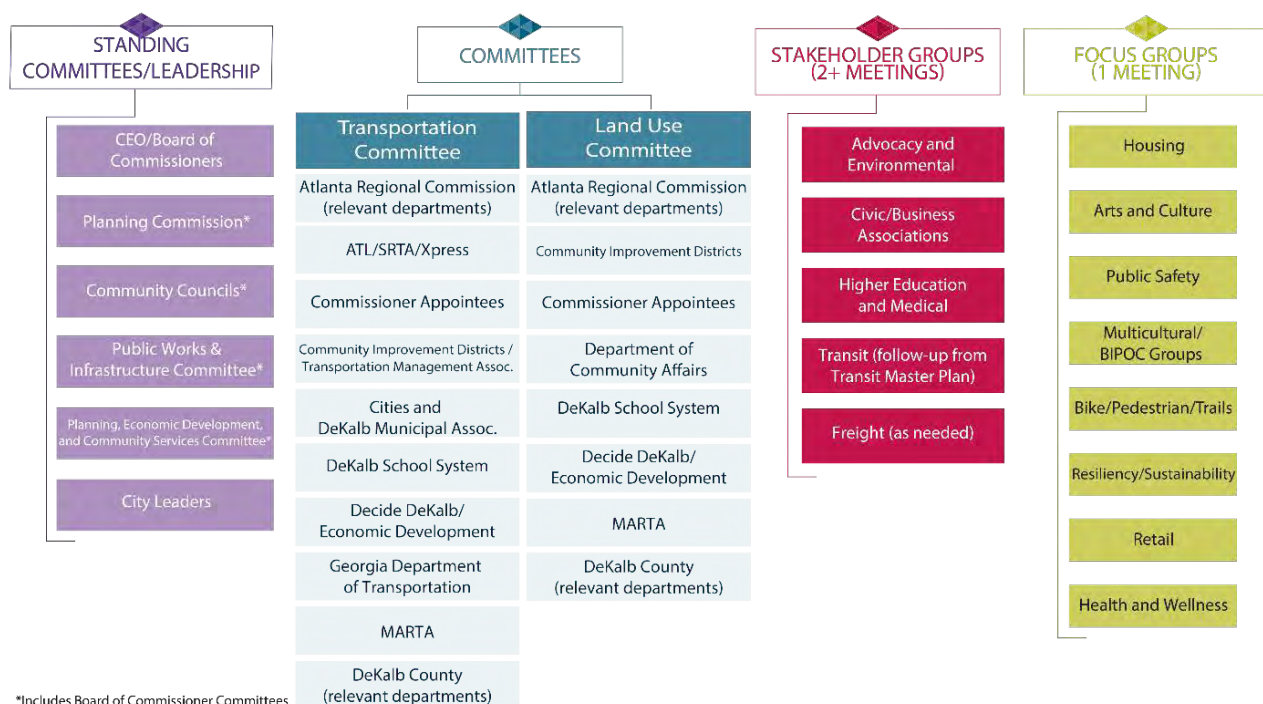 STANDING
COMMITTEES/LEADERSHIP
CEO/Board of
Commissioners
Planning Commission*
Community Councils*
Public Works &
Infrastructure Committee*
Planning, Economic Development,
and Community Services Committee*
City Leaders
COMMITTEES
Transportation
Committee
Atlanta Regional Commission
(relevant departments)
ATL/SRTA/Xpress
Commissioner Appointees
Community Improvement Districts /
Transportation Management Assoc.
Cities and
DeKalb Municipal Assoc.
DeKalb School System
Decide DeKalb/
Economic Development
Georgia Department
of Transportation
MARTA
DeKalb County
(relevant departments)
Land Use
Committee
Atlanta Regional Commission
(relevant departments)
Community Improvement Districts
Commissioner Appointees
Department of
Community Affairs
DeKalb School System
Decide DeKalb/
Economic Development
MARTA
DeKalb County
(relevant departments)
STAKEHOLDER GROUPS
(2+ MEETINGS)
Advocacy and
Environmental
Civic/Business
Associations
Higher Education
and Medical
Transit (follow-up from
Transit Master Plan)
Freight (as needed)
FOCUS GROUPS
(1 MEETING)
Housing
Arts and Culture
Public Safety
Multicultural/
BIPOC Groups
Bike/Pedestrian/Trails
Resiliency/Sustainability
Retail
Health and Wellness
*Includes Board of Commissioner Committees